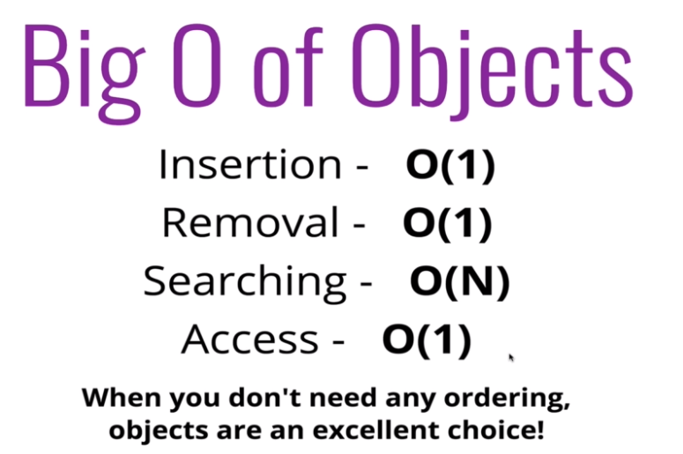 Big O of Objects
Insertion - O(1)
Removal - O(1)
Searching - O(N)
Access - O(1)
When you don't need any ordering,
objects are an excellent choice!